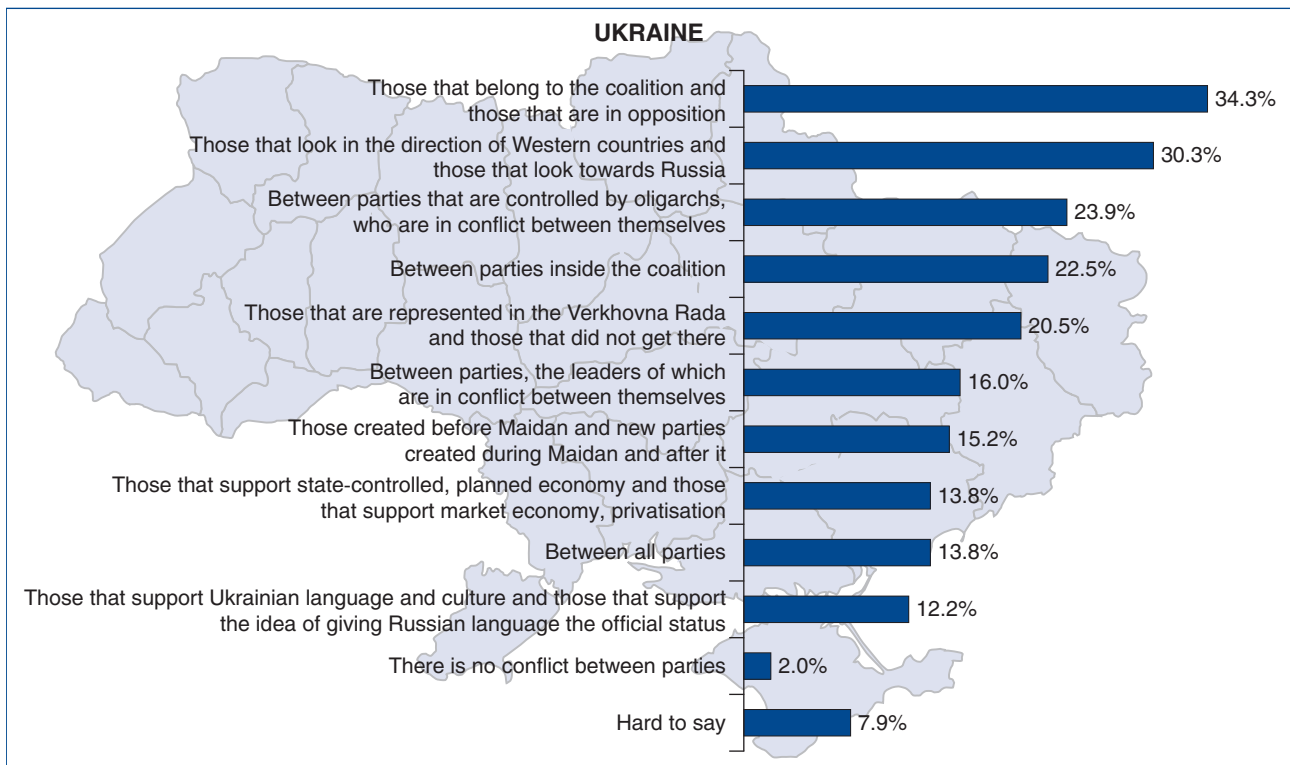 UKRAINE
Those that belong to the coalition and
those that are in opposition
34.3%
Those that look in the direction of Western countries and
those that look towards Russia
30.3%
Between parties that are controlled by oligarchs,
who are in conflict between themselves
23.9%
Between parties inside the coalition
22.5%
Those that are represented in the Verkhovna Rada
and those that did not get there
20.5%
Between parties, the leaders of which
are in conflict between themselves
16.0%
Those created before Maidan and new parties
created during Maidan and after it
15.2%
Those that support state-controlled, planned economy and those
that support market economy, privatisation
13.8%
Between all parties
13.8%
Those that support Ukrainian language and culture and those that support
the idea of giving Russian language the official status
12.2%
There is no conflict between parties
2.0%
Hard to say
7.9%